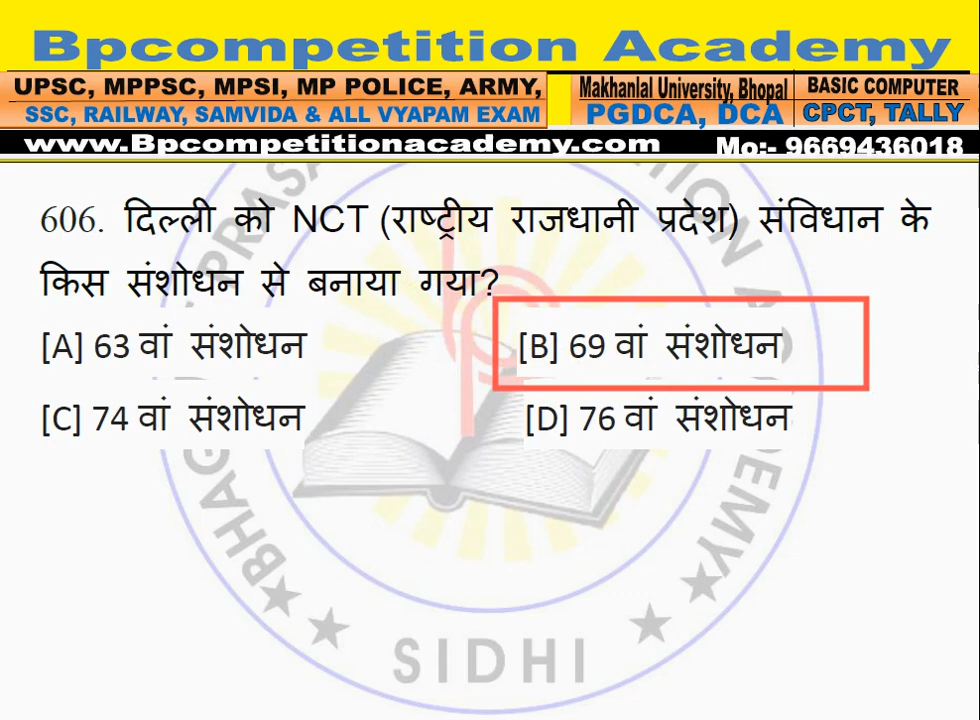 Bpcompetition Academy
UPSC, MPPSC, MPSI, MP POLICE, ARMY,
SSC, RAILWAY, SAMVIDA & ALL VYAPAM EXAM
Makhanlal University, Bhopal
PGDCA, DCA
BASIC COMPUTER
CPCT, TALLY
www.Bpcompetitionacademy.com Mo:- 9669436018
606. दिल्ली को NCT (राष्ट्रीय राजधानी प्रदेश) संविधान के
किस संशोधन से बनाया गया?
[A] 63 वां संशोधन [B] 69 वां संशोधन
[C] 74 वां संशोधन [D] 76 वां संशोधन
SIDHI